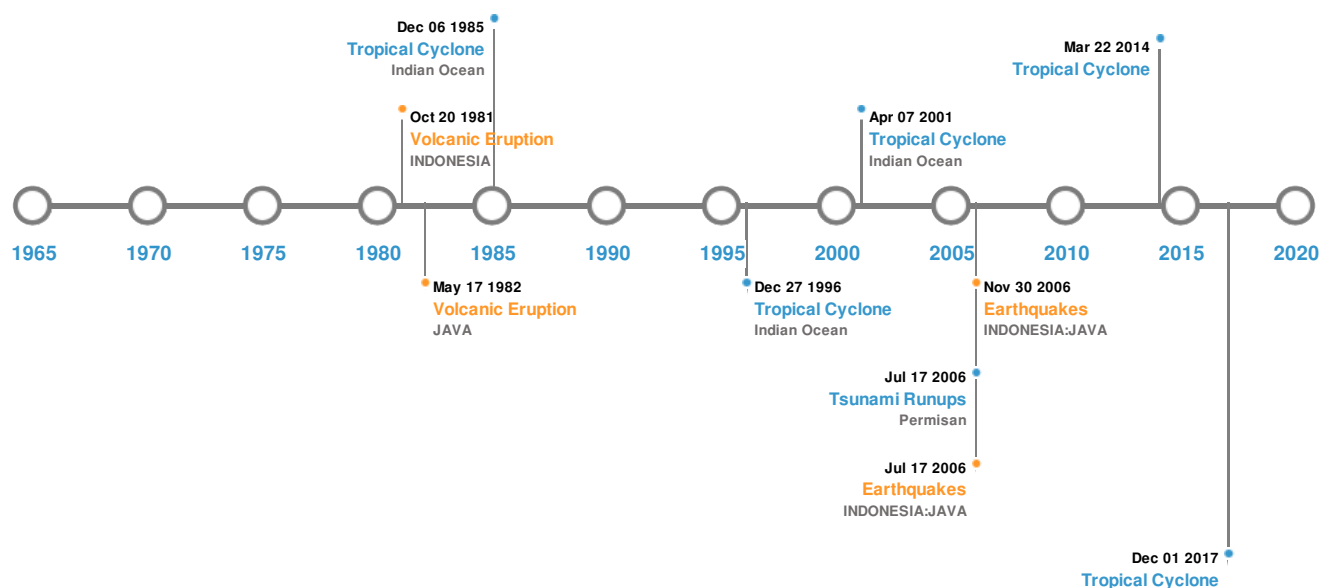 Dec 06 1985
Tropical Cyclone
Indian Ocean
Mar 22 2014
Tropical Cyclone
Oct 20 1981
Volcanic Eruption
INDONESIA
Apr 07 2001
Tropical Cyclone
Indian Ocean
1965 1970 1975 1980 1985 1990 1995 2000 2005 2010 2015 2020
May 17 1982
Volcanic Eruption
JAVA
Dec 27 1996
Tropical Cyclone
Indian Ocean
Nov 30 2006
Earthquakes
INDONESIA:JAVA
Jul 17 2006
Tsunami Runups
Permisan
Jul 17 2006
Earthquakes
INDONESIA:JAVA
Dec 01 2017
Tropical Cyclone